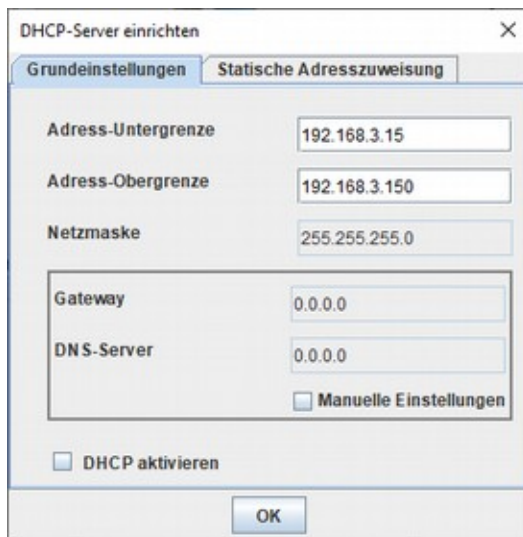 DHCP-Server einrichten
Grundeinstellungen Statische Adresszuweisung
Adress-Untergrenze 192.168.3.15
Adress-Obergrenze 192.168.3.150
Netzmaske 255.255.255.0
Gateway 0.0.0.0
DNS-Server 0.0.0.0
Manuelle Einstellungen
DHCP aktivieren
OK